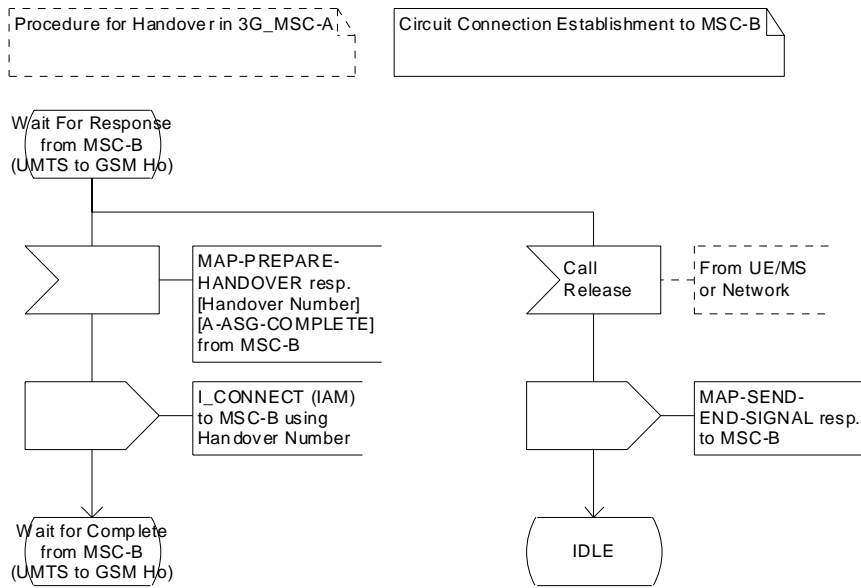 Procedure for Handover in 3G_MSC-A
Circuit Connection Establishment to MSC-B
Wait For Response
from MSC-B
(UMTS to GSM Ho)
MAP-PREPARE-
HANDOVER resp.
[Handover Number]
[A-ASG-COMPLETE]
from MSC-B
Call
Release
From UE/MS
or Network
I_CONNECT (IAM)
to MSC-B using
Handover Number
MAP-SEND-
END-SIGNAL resp.
to MSC-B
Wait for Complete
from MSC-B
(UMTS to GSM Ho)
IDLE